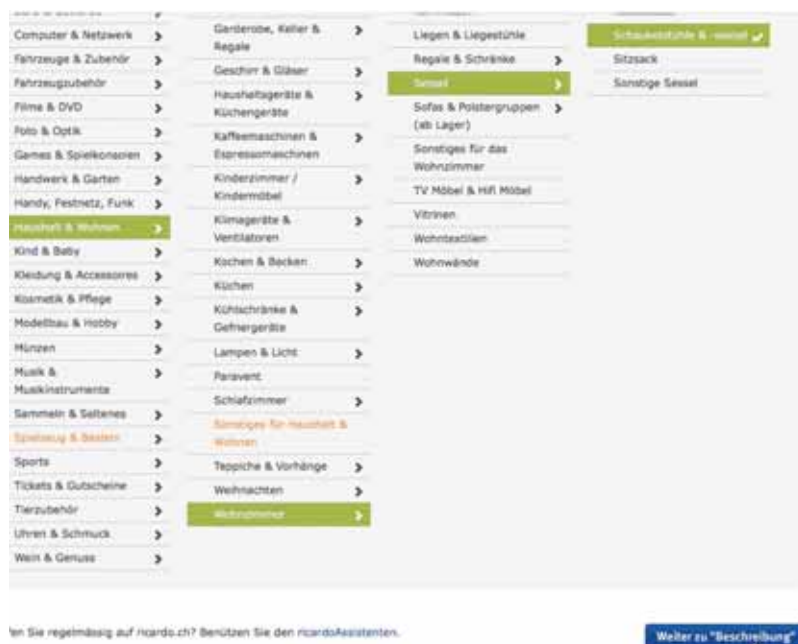 Computer & Netzwerk
Fahrzeuge & Zubehör
Fahrzeugzubehör
Filme & DVD
Foto & Optik
Games & Spielkonsolen
Handwerk & Garten
Handy, Festnetz, Funk
Haushalt & Wohnen
Kind & Baby
Kleidung & Accessoires
Kosmetik & Pflege
Modellbau & Hobby
Münzen
Musik &
Musikinstrumente
Sammeln & Seltenes
Spielzeug & Basteln
Sports
Tickets & Gutscheine
Tierzubehör
Uhren & Schmuck
Wein & Genuss
Garderobe, Keller &
Regale
Geschirr & Gläser
Haushaltsgeräte &
Küchengeräte
Kaffeemaschinen &
Espressomaschinen
Kinderzimmer /
Kindermöbel
Klimageräte &
Ventilatoren
Kochen & Backen
Küchen
Kühlschränke &
Gefriergeräte
Lampen & Licht
Paravent
Schlafzimmer
Sonstiges für Haushalt &
Wohnen
Teppiche & Vorhänge
Weihnachten
Wohnzimmer
Liegen & Liegestühle
Regale & Schränke
Sessel
Sofas & Polstergruppen
(ab Lager)
Sonstiges für das
Wohnzimmer
TV Möbel & Hifi Möbel
Vitrinen
Wohntextilien
Wohnwände
Schaukelstühle & -sessel
Sitzsack
Sonstige Sessel
fen Sie regelmässig auf ricardo.ch? Benützen Sie den ricardoAssistenten.
Weiter zu "Beschreibung"